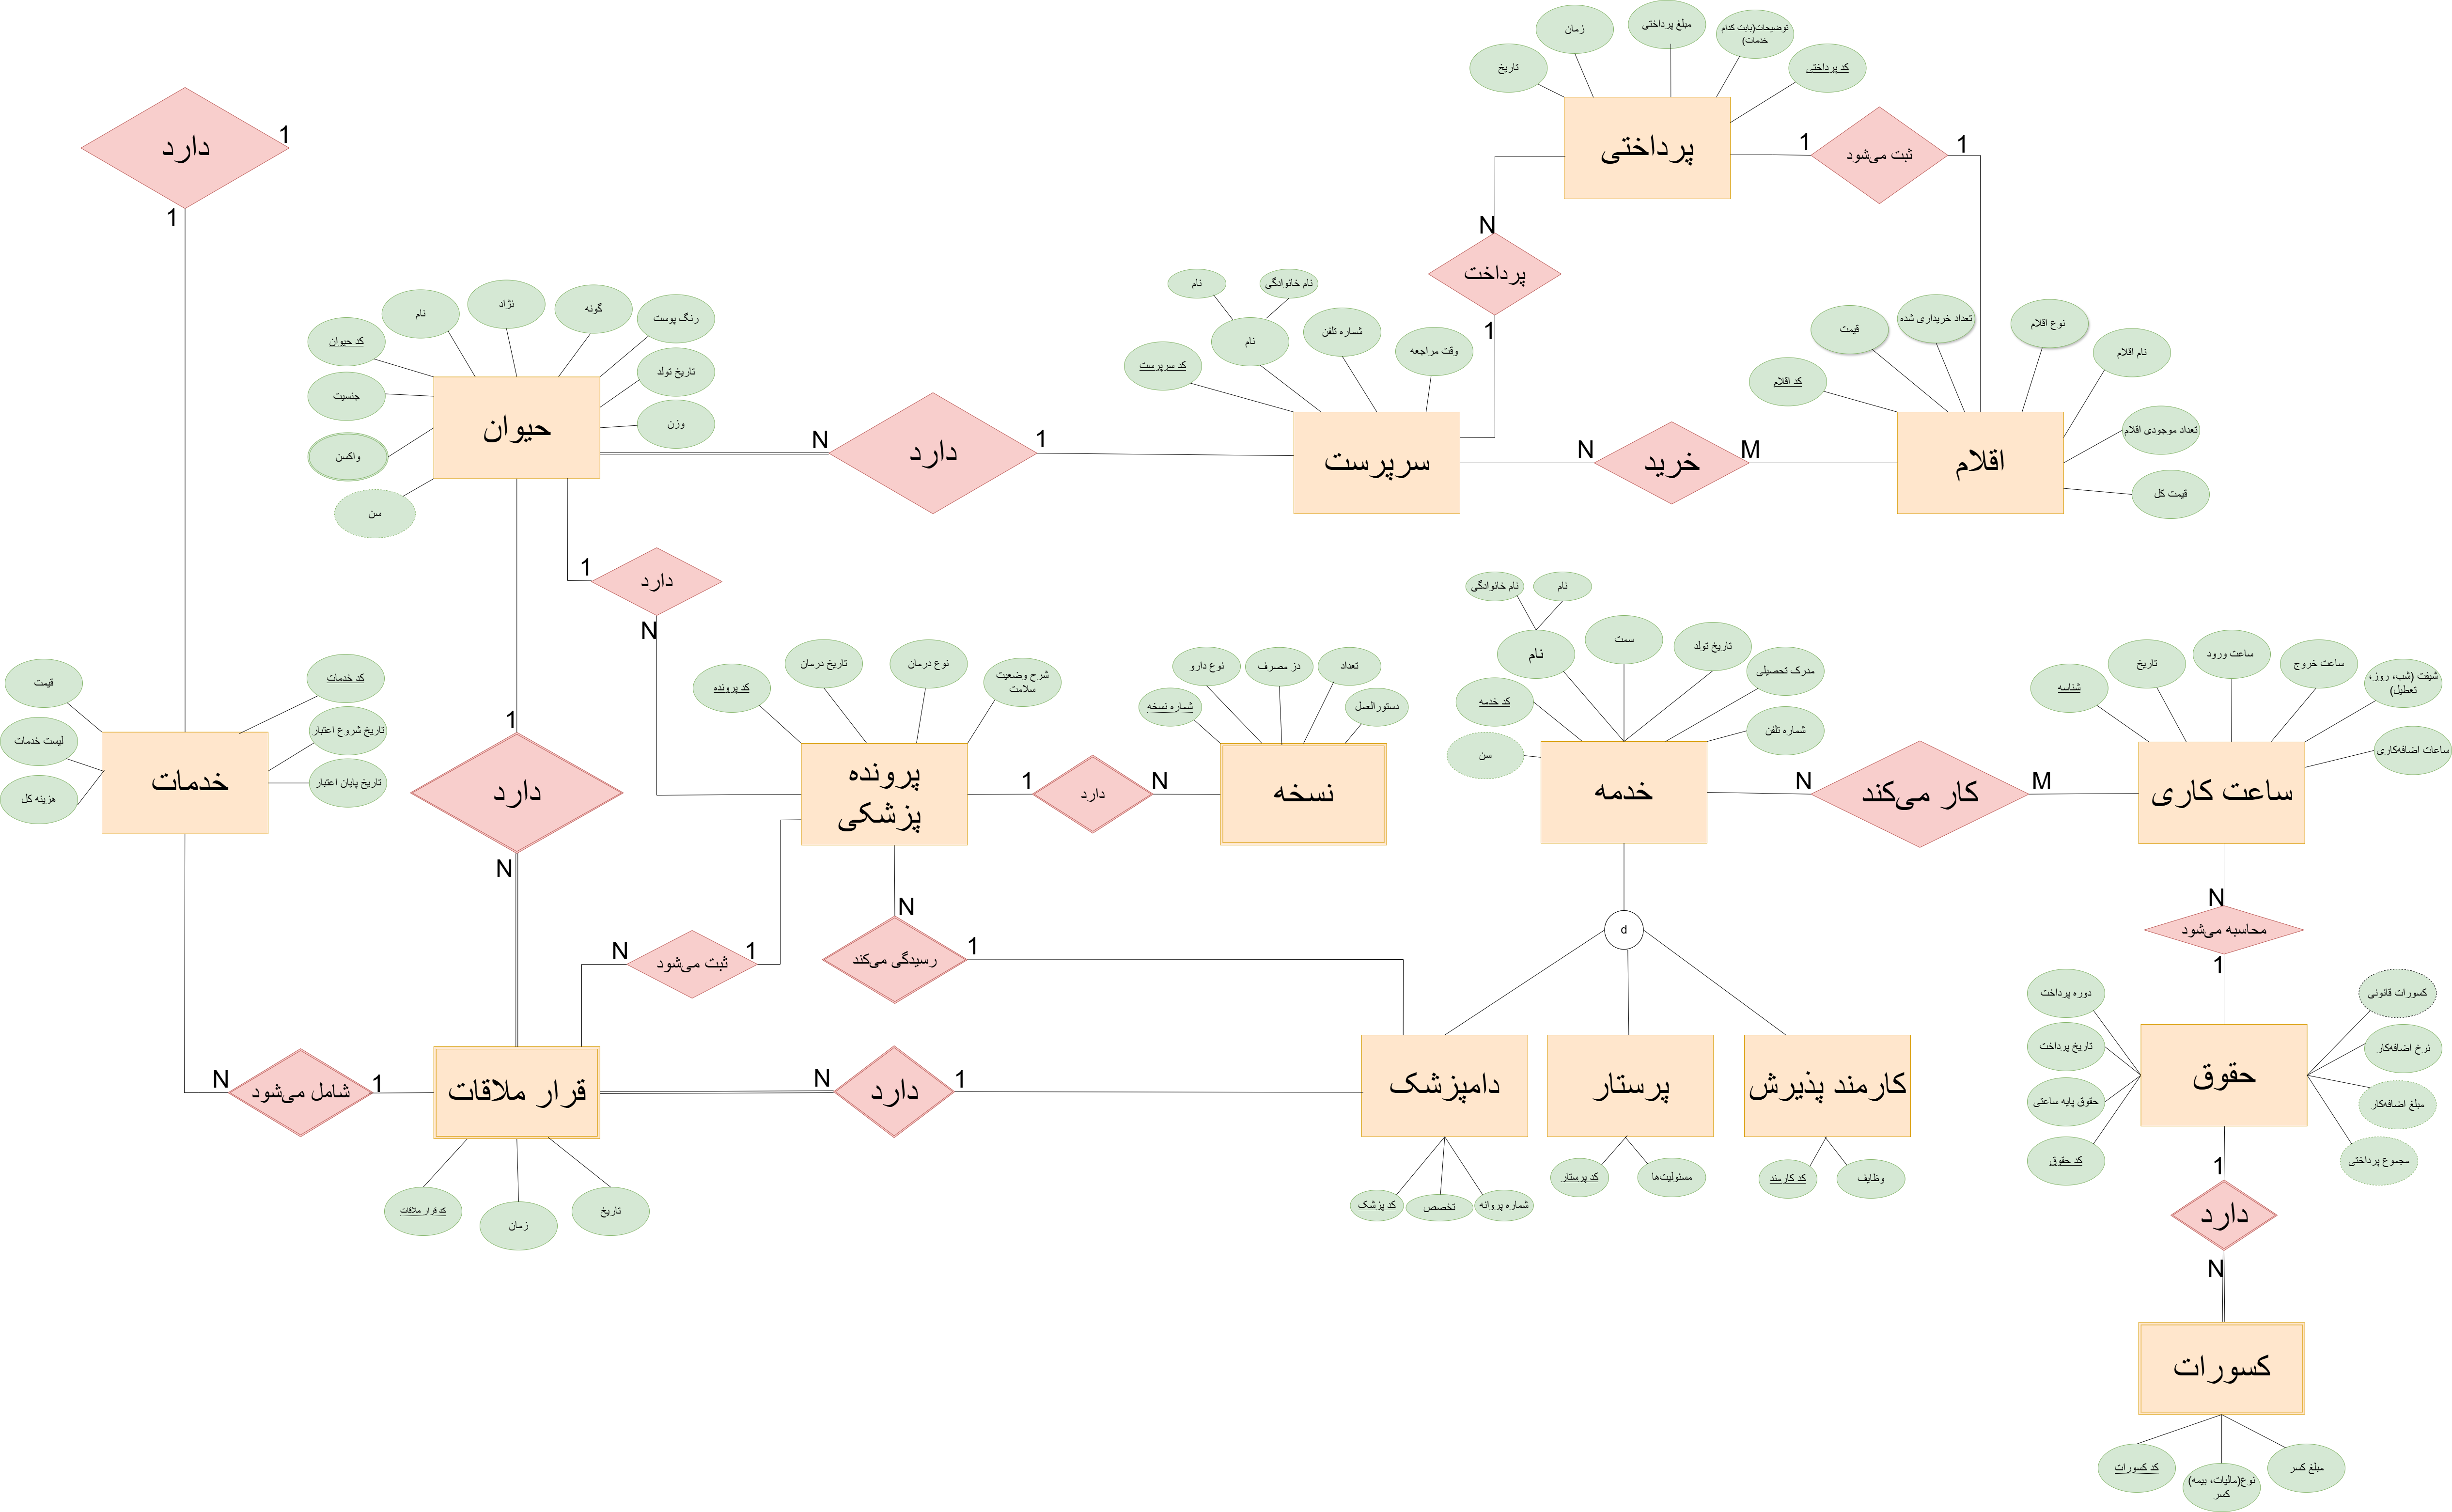 زمان
مبلغ پرداختی
توضیحات(بابت کدام
خدمات)
تاریخ
کد پرداختی
پرداختی
دارد
1
1
1
ثبت می‌شود
1
N
پرداخت
1
رنگ پوست
گونه
نژاد
نام
کد حیوان
تاریخ تولد
جنسیت
وزن
واکسن
سن
حیوان
N
دارد
1
نام
نام خانوادگی
نام
شماره تلفن
وقت مراجعه
کد سرپرست
سرپرست
N
خرید
M
قیمت
تعداد خریداری شده
نوع اقلام
نام اقلام
کد اقلام
تعداد موجودی اقلام
قیمت کل
اقلام
1
دارد
N
قیمت
لیست خدمات
هزینه کل
کد خدمات
تاریخ شروع اعتبار
تاریخ پایان اعتبار
خدمات
1
دارد
N
کد پرونده
تاریخ درمان
نوع درمان
شرح وضعیت
سلامت
پرونده
پزشکی
1
دارد
N
شماره نسخه
نوع دارو
دز مصرف
تعداد
دستورالعمل
نسخه
نام خانوادگی
نام
نام
سمت
تاریخ تولد
مدرک تحصیلی
کد خدمه
شماره تلفن
سن
خدمه
N
کار می‌کند
M
شناسه
تاریخ
ساعت ورود
ساعت خروج
شیفت (شب، روز،
تعطیل)
ساعات اضافه‌کاری
ساعت کاری
N
ثبت می‌شود
1
N
رسیدگی می‌کند
1
d
N
محاسبه می‌شود
1
N
شامل می‌شود
1
قرار ملاقات
N
دارد
1
دامپزشک
پرستار
کارمند پذیرش
دوره پرداخت
تاریخ پرداخت
حقوق پایه ساعتی
کد حقوق
حقوق
کسورات قانونی
نرخ اضافه‌کار
مبلغ اضافه‌کار
مجموع پرداختی
کد قرار ملاقات
زمان
تاریخ
کد پزشک
تخصص
شماره پروانه
کد پرستار
مسئولیت‌ها
کد کارمند
وظایف
1
دارد
N
کسورات
کد کسورات
نوع(مالیات، بیمه)
کسر
مبلغ کسر